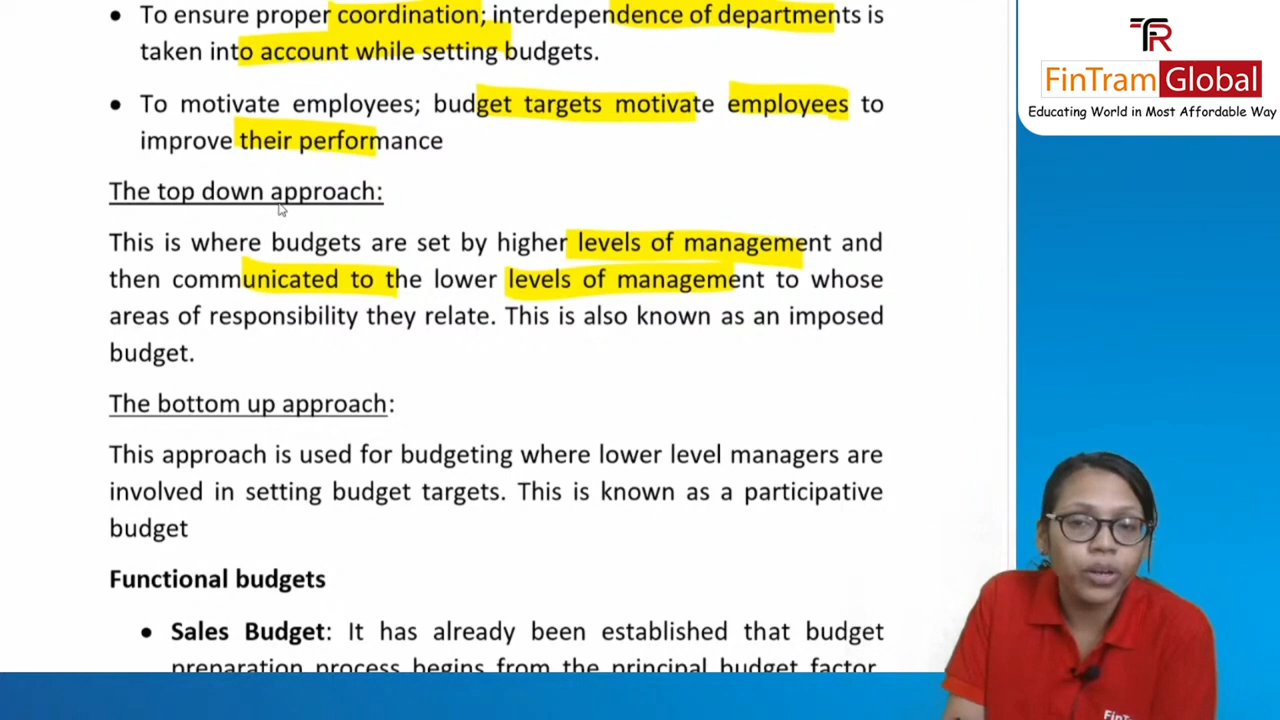 • To ensure proper coordination; interdependence of departments is
taken into account while setting budgets.
• To motivate employees; budget targets motivate employees to
improve their performance
The top down approach:
This is where budgets are set by higher levels of management and
then communicated to the lower levels of management to whose
areas of responsibility they relate. This is also known as an imposed
budget.
The bottom up approach:
This approach is used for budgeting where lower level managers are
involved in setting budget targets. This is known as a participative
budget
Functional budgets
• Sales Budget: It has already been established that budget
preparation process begins from the principal budget factor.
FinTram Global
Educating World in Most Affordable Way